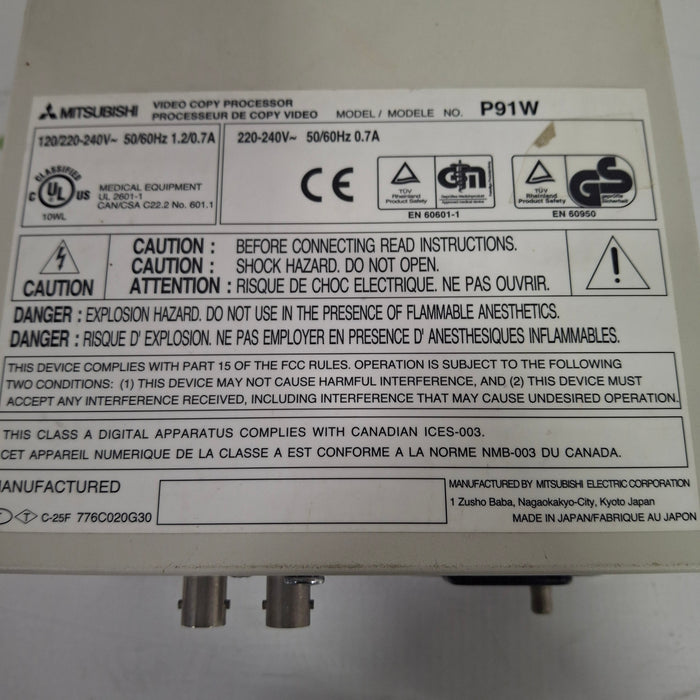 MITSUBISHI VIDEO COPY PROCESSOR
PROCESSEUR DE COPY VIDEO MODEL / MODELE NO. P91W
120/220-240V~ 50/60Hz 1.2/0.7A
220-240V~ 50/60Hz 0.7A
CLASSIFIED
C UL US
10WL
MEDICAL EQUIPMENT
UL 2601-1
CAN/CSA C22.2 No. 601.1
CE
TÜV
Rheinland
Product Safety
EN 60601-1
TÜV
Rheinland
Product Safety
GS
geprüfte
Sicherheit
EN 60950
CAUTION
CAUTION : BEFORE CONNECTING READ INSTRUCTIONS.
CAUTION : SHOCK HAZARD. DO NOT OPEN.
ATTENTION : RISQUE DE CHOC ELECTRIQUE. NE PAS OUVRIR.
DANGER : EXPLOSION HAZARD. DO NOT USE IN THE PRESENCE OF FLAMMABLE ANESTHETICS.
DANGER : RISQUE D' EXPLOSION. NE PAS EMPLOYER EN PRESENCE D' ANESTHESIQUES INFLAMMABLES.
THIS DEVICE COMPLIES WITH PART 15 OF THE FCC RULES. OPERATION IS SUBJECT TO THE FOLLOWING
TWO CONDITIONS: (1) THIS DEVICE MAY NOT CAUSE HARMFUL INTERFERENCE, AND (2) THIS DEVICE MUST
ACCEPT ANY INTERFERENCE RECEIVED, INCLUDING INTERFERENCE THAT MAY CAUSE UNDESIRED OPERATION.
THIS CLASS A DIGITAL APPARATUS COMPLIES WITH CANADIAN ICES-003.
CET APPAREIL NUMERIQUE DE LA CLASSE A EST CONFORME A LA NORME NMB-003 DU CANADA.
MANUFACTURED
C-25F 776C020G30
MANUFACTURED BY MITSUBISHI ELECTRIC CORPORATION
1 Zusho Baba, Nagaokakyo-City, Kyoto Japan
MADE IN JAPAN/FABRIQUE AU JAPON